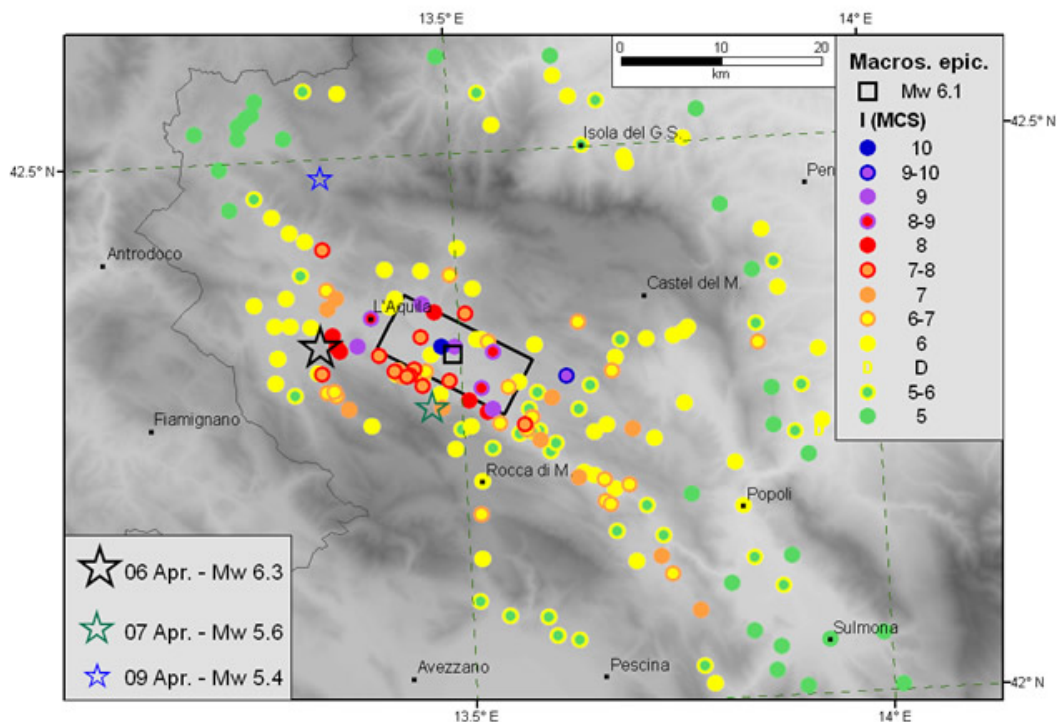 13.5° E
14° E
0 10 20
km
Macros. epic.
Mw 6.1
I (MCS)
10
9-10
9
8-9
8
7-8
7
6-7
6
D
5-6
5
42.5° N
42.5° N
Isola del G.S.
Pen
Antrodoco
Castel del M.
L'Aquila
Fiamignano
Rocca di M.
Popoli
Sulmona
Avezzano
Pescina
06 Apr. - Mw 6.3
07 Apr. - Mw 5.6
09 Apr. - Mw 5.4
42° N
13.5° E
14° E